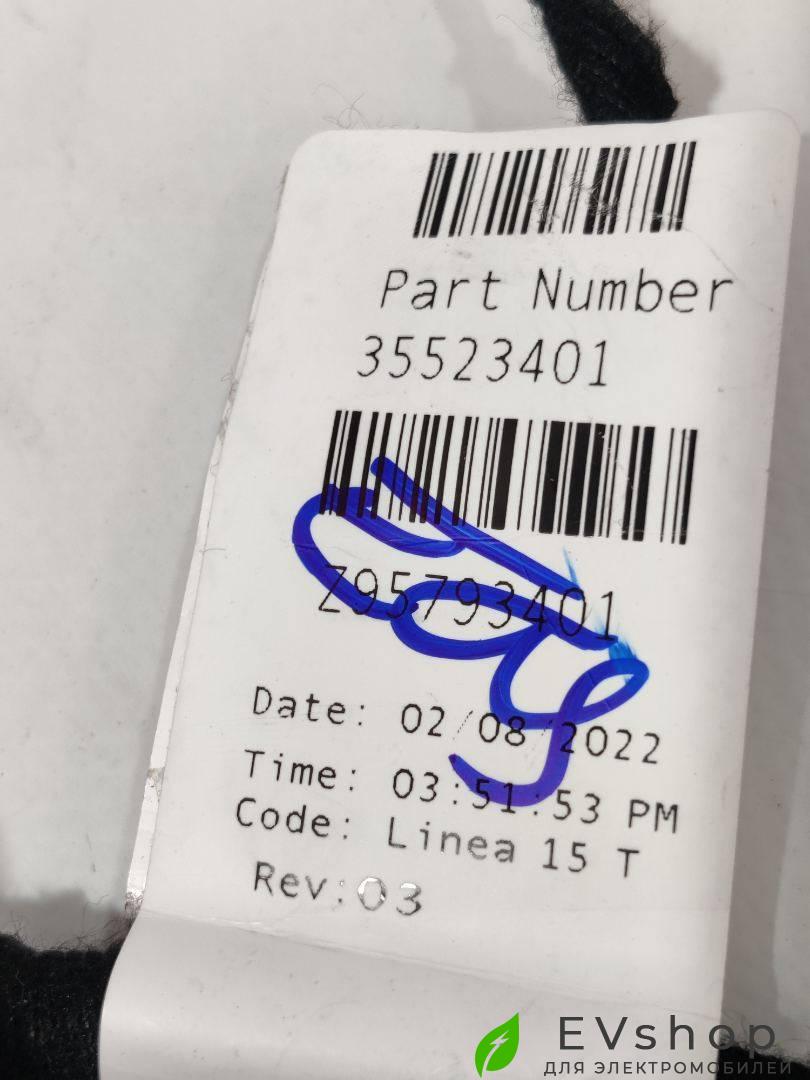 Part Number
35523401
Z95793401
Date: 02/08/2022
Time: 03:51:53 PM
Code: Linea 15 T
Rev:03
EVshop
ДЛЯ ЭЛЕКТРОМОБИЛЕЙ